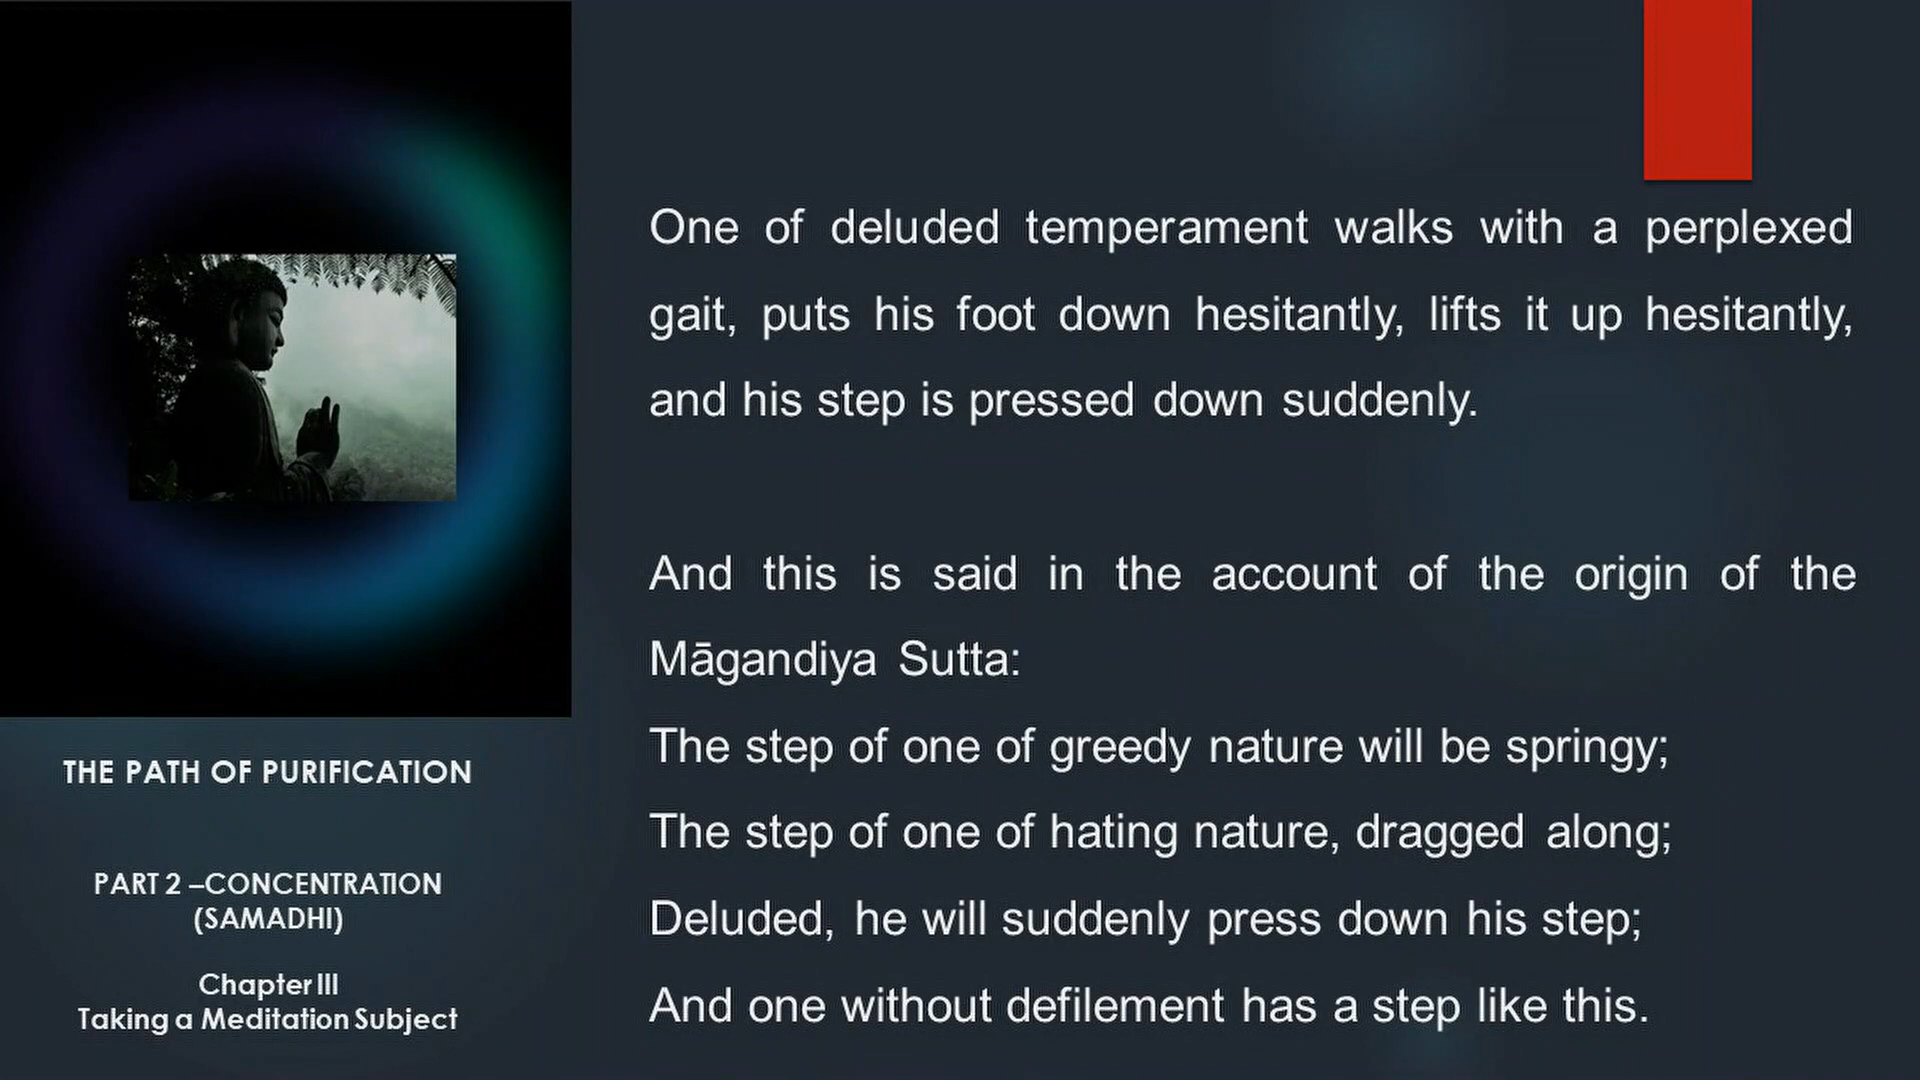 One of deluded temperament walks with a perplexed
gait, puts his foot down hesitantly, lifts it up hesitantly,
and his step is pressed down suddenly.
And this is said in the account of the origin of the
Māgandiya Sutta:
The step of one of greedy nature will be springy;
The step of one of hating nature, dragged along;
Deluded, he will suddenly press down his step;
And one without defilement has a step like this.
THE PATH OF PURIFICATION
PART 2 –CONCENTRATION
(SAMADHI)
Chapter III
Taking a Meditation Subject